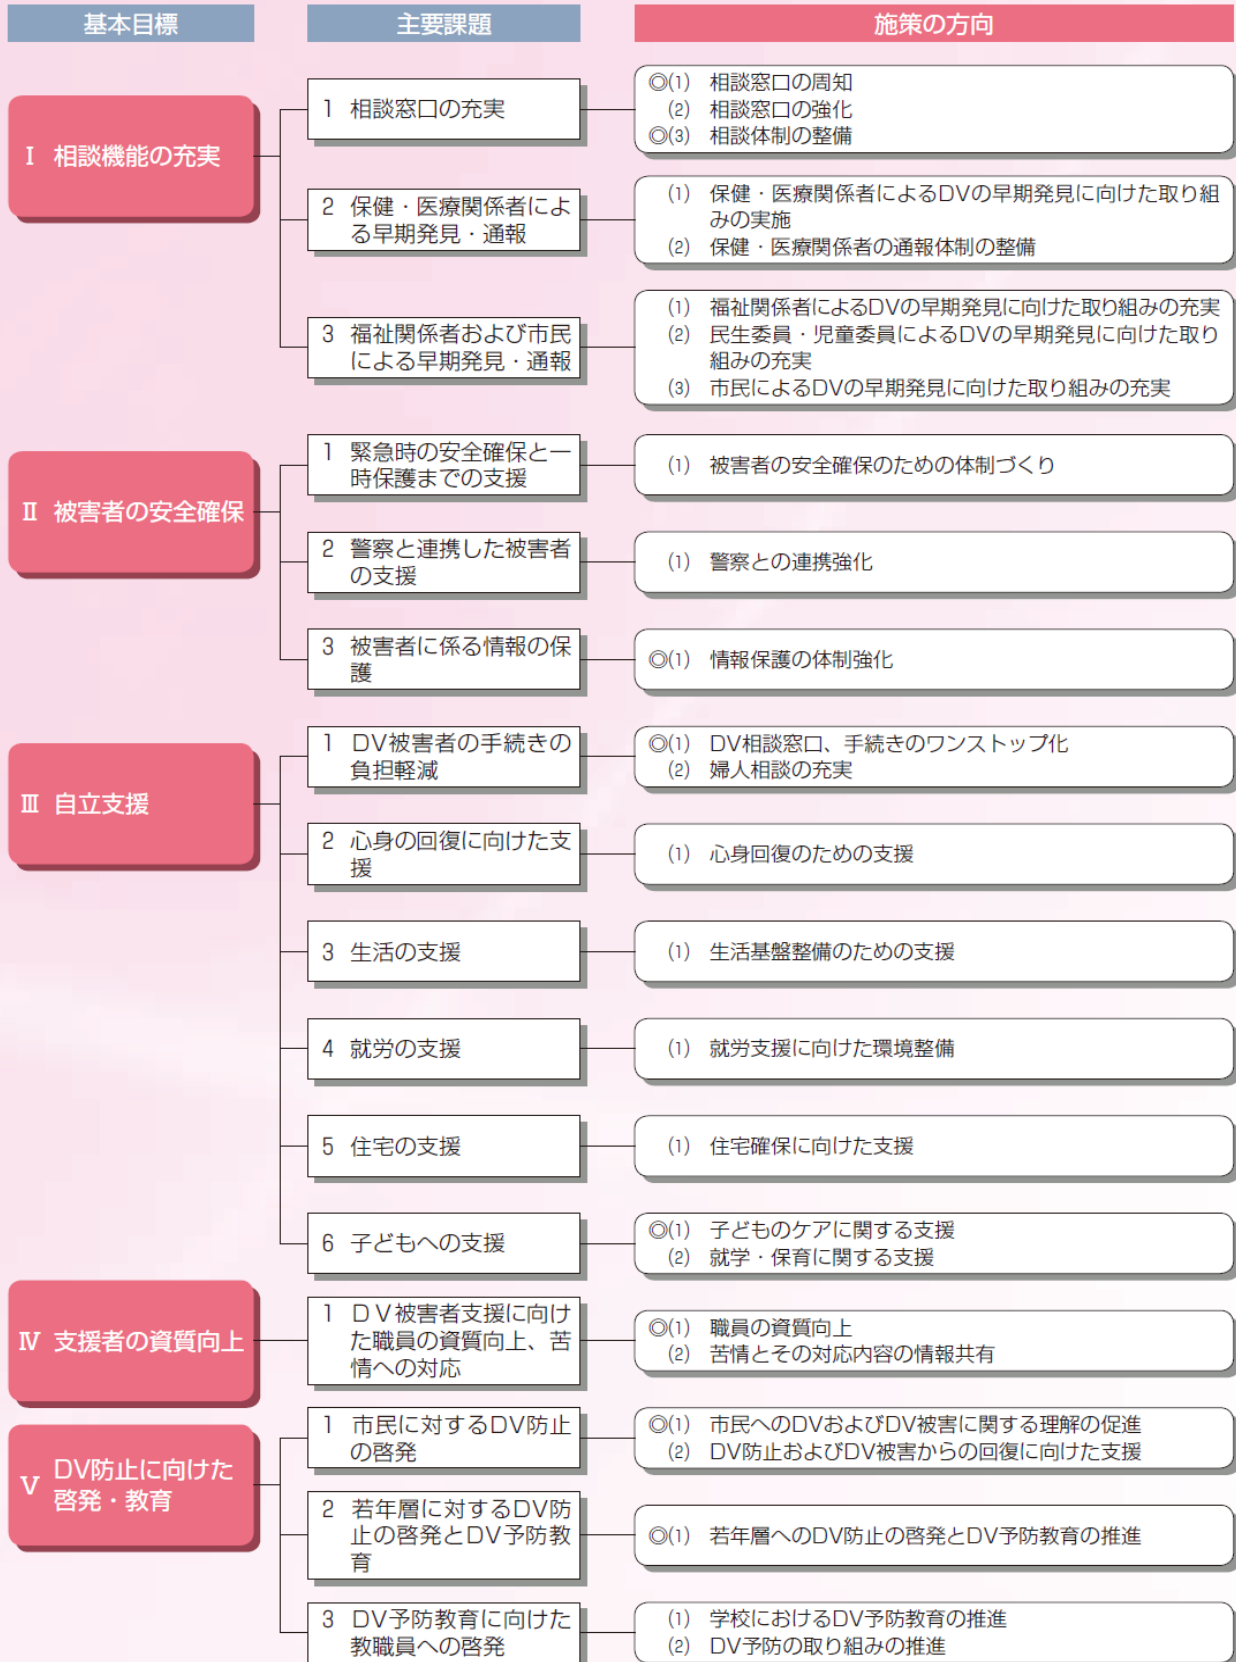 基本目標
主要課題
施策の方向
Ⅰ 相談機能の充実
1 相談窓口の充実
◎(1) 相談窓口の周知
(2) 相談窓口の強化
◎(3) 相談体制の整備
2 保健・医療関係者によ
る早期発見・通報
(1) 保健・医療関係者によるDVの早期発見に向けた取り組
みの実施
(2) 保健・医療関係者の通報体制の整備
3 福祉関係者および市民
による早期発見・通報
(1) 福祉関係者によるDVの早期発見に向けた取り組みの充実
(2) 民生委員・児童委員によるDVの早期発見に向けた取り
組みの充実
(3) 市民によるDVの早期発見に向けた取り組みの充実
Ⅱ 被害者の安全確保
1 緊急時の安全確保と一
時保護までの支援
(1) 被害者の安全確保のための体制づくり
2 警察と連携した被害者
の支援
(1) 警察との連携強化
3 被害者に係る情報の保
護
◎(1) 情報保護の体制強化
Ⅲ 自立支援
1 DV被害者の手続きの
負担軽減
◎(1) DV相談窓口、手続きのワンストップ化
(2) 婦人相談の充実
2 心身の回復に向けた支
援
(1) 心身回復のための支援
3 生活の支援
(1) 生活基盤整備のための支援
4 就労の支援
(1) 就労支援に向けた環境整備
5 住宅の支援
(1) 住宅確保に向けた支援
6 子どもへの支援
◎(1) 子どものケアに関する支援
(2) 就学・保育に関する支援
Ⅳ 支援者の資質向上
1 DV被害者支援に向け
た職員の資質向上、苦
情への対応
◎(1) 職員の資質向上
(2) 苦情とその対応内容の情報共有
Ⅴ DV防止に向けた
啓発・教育
1 市民に対するDV防止
の啓発
◎(1) 市民へのDVおよびDV被害に関する理解の促進
(2) DV防止およびDV被害からの回復に向けた支援
2 若年層に対するDV防
止の啓発とDV予防教
育
◎(1) 若年層へのDV防止の啓発とDV予防教育の推進
3 DV予防教育に向けた
教職員への啓発
(1) 学校におけるDV予防教育の推進
(2) DV予防の取り組みの推進